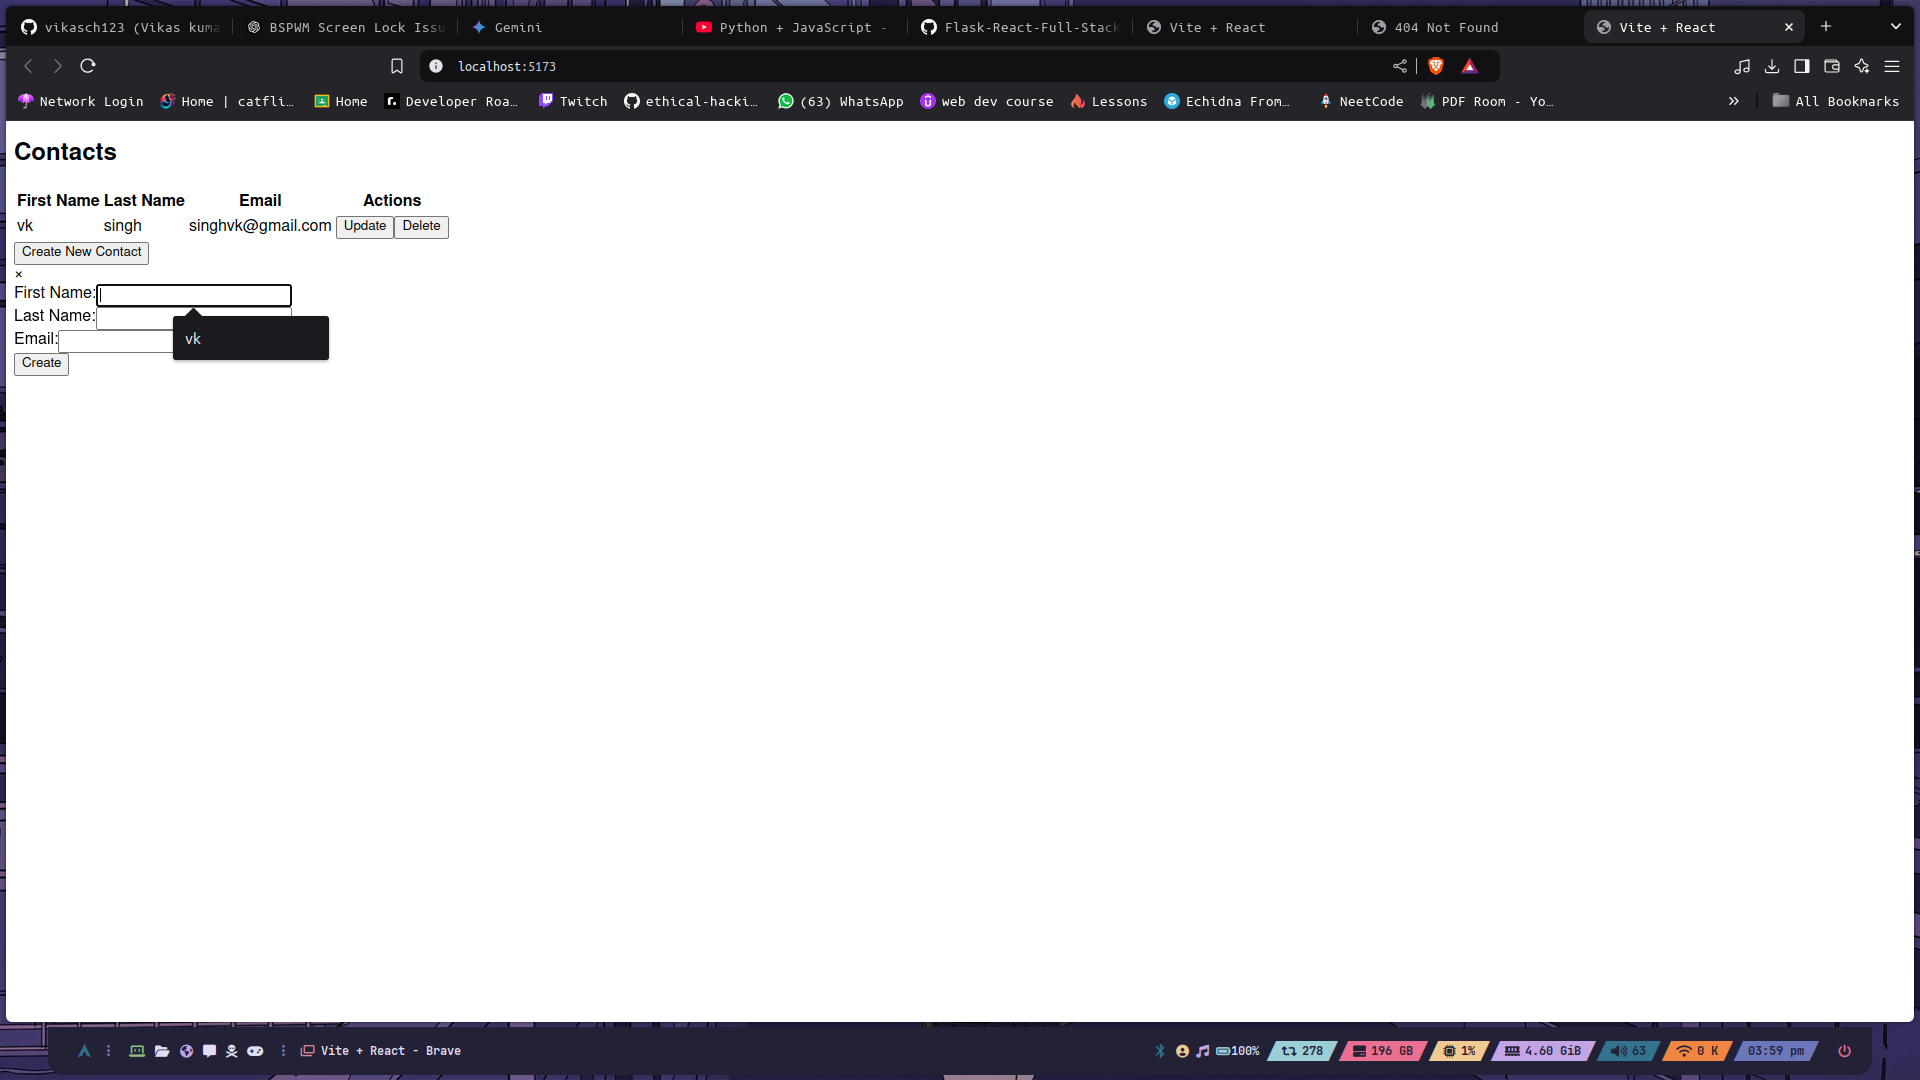 vikasch123 (Vikas kuma
BSPWM Screen Lock Issu
Gemini
Python + JavaScript -
Flask-React-Full-Stack
Vite + React
404 Not Found
Vite + React
localhost:5173
Network Login
Home | catfli…
Home
Developer Roa…
Twitch
ethical-hacki…
(63) WhatsApp
web dev course
Lessons
Echidna From…
NeetCode
PDF Room - Yo…
All Bookmarks
Contacts
First Name Last Name Email Actions
vk singh singhvk@gmail.com Update Delete
Create New Contact
×
First Name:
Last Name:
vk
Email:
Create
Vite + React - Brave
100%
278
196 GB
1%
4.60 GiB
63
0 K
03:59 pm